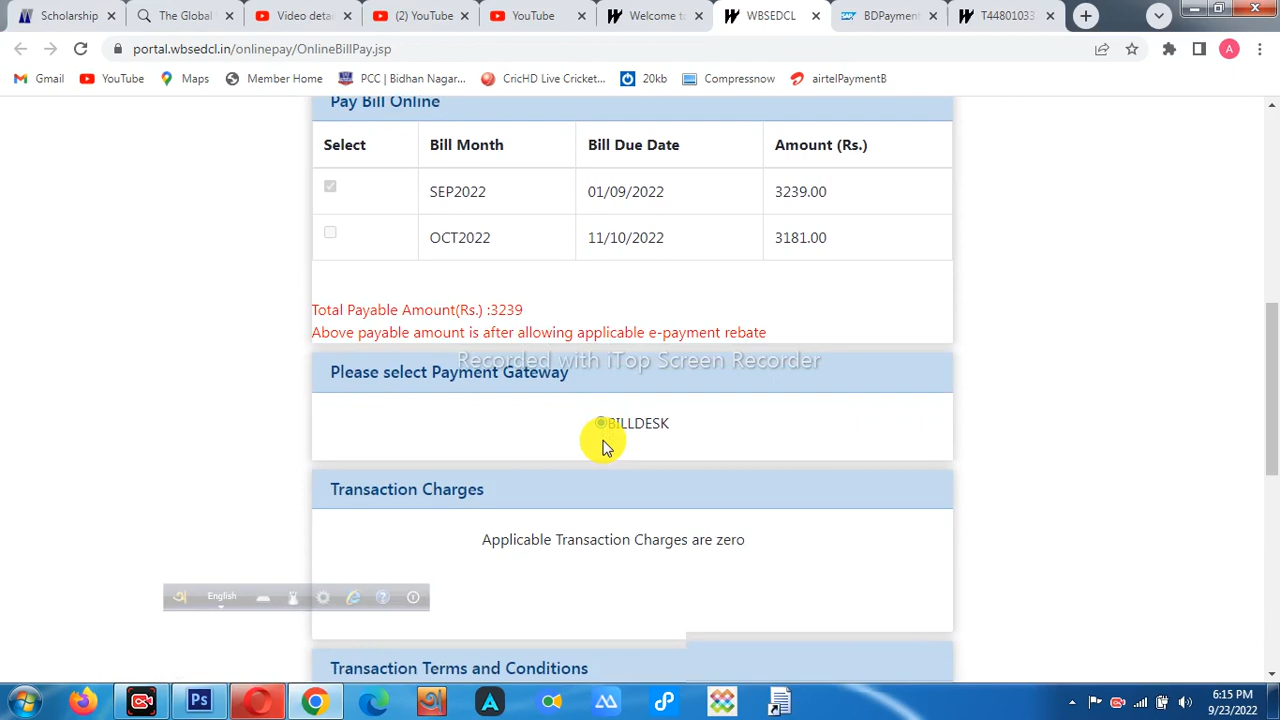 Scholarship
The Global
Video deta
(2) YouTube
YouTube
Welcome to
WBSEDCL
BDPaymen
T44801033
portal.wbsedcl.in/onlinepay/OnlineBillPay.jsp
A
Gmail
YouTube
Maps
Member Home
PCC | Bidhan Nagar...
CricHD Live Cricket...
20kb
Compressnow
airtelPaymentB
Pay Bill Online
Select Bill Month Bill Due Date Amount (Rs.)
SEP2022 01/09/2022 3239.00
OCT2022 11/10/2022 3181.00
Total Payable Amount(Rs.) :3239
Above payable amount is after allowing applicable e-payment rebate
Recorded with iTop Screen Recorder
Please select Payment Gateway
BILLDESK
Transaction Charges
Applicable Transaction Charges are zero
English
Transaction Terms and Conditions
Ps
6:15 PM
9/23/2022